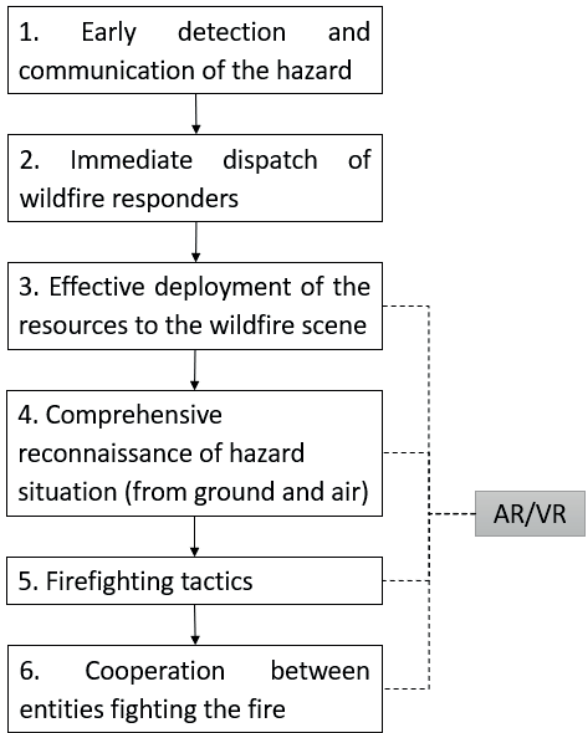 1. Early detection and
communication of the hazard
2. Immediate dispatch of
wildfire responders
3. Effective deployment of the
resources to the wildfire scene
4. Comprehensive
reconnaissance of hazard
situation (from ground and air)
AR/VR
5. Firefighting tactics
6. Cooperation between
entities fighting the fire